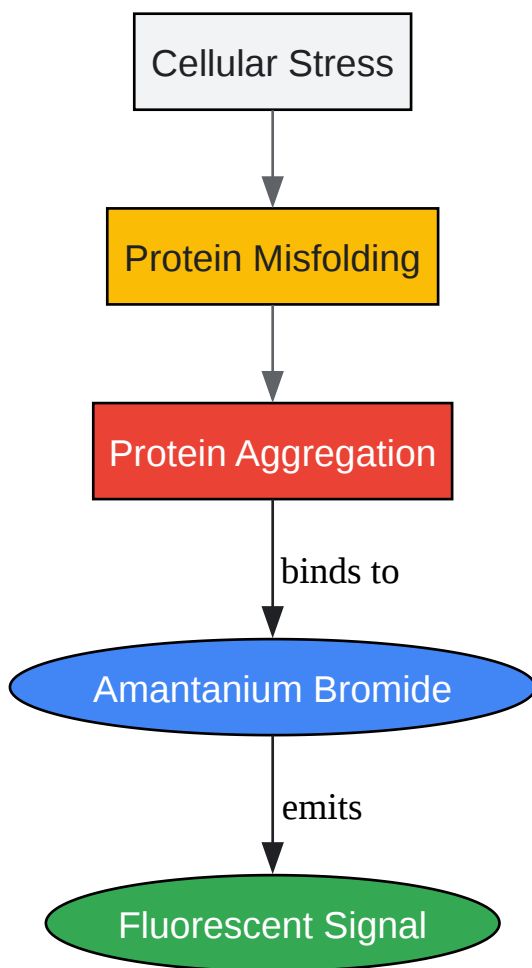 Cellular Stress
Protein Misfolding
Protein Aggregation
binds to
Amantanium Bromide
emits
Fluorescent Signal